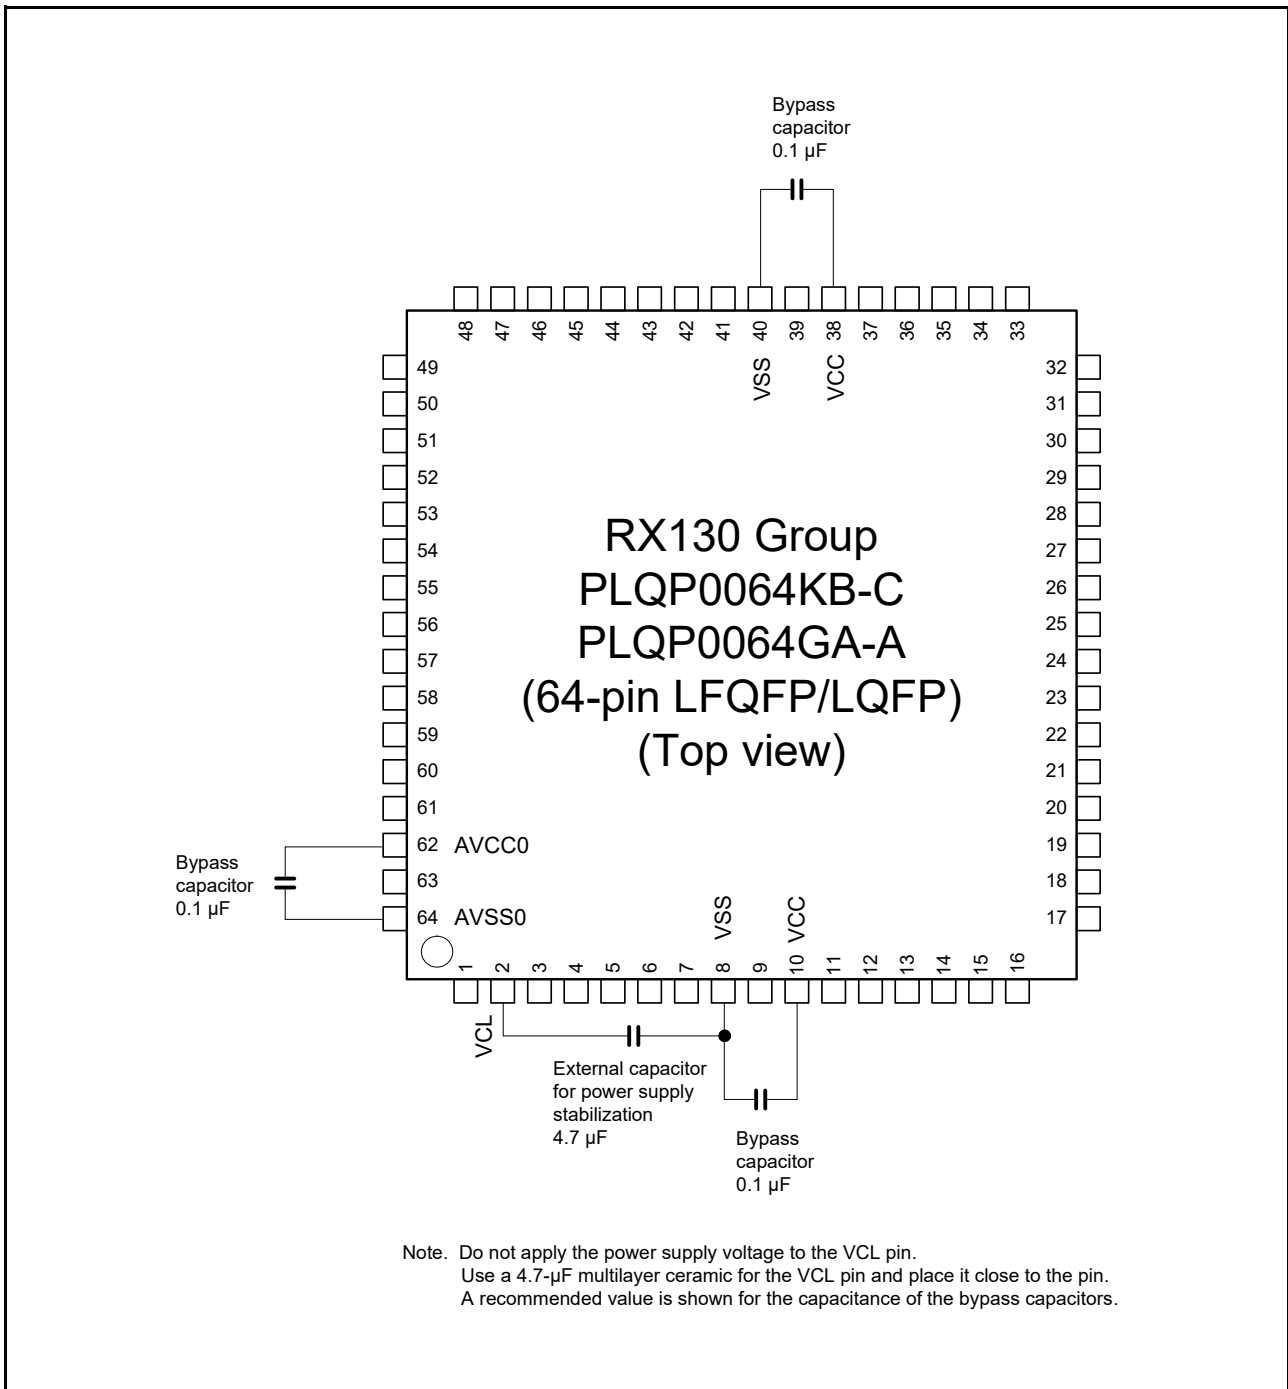 Bypass
capacitor
0.1 µF
48 47 46 45 44 43 42 41 40 39 38 37 36 35 34 33
VSS VCC
49
50
51
52
53
54
55
56
57
58
59
60
61
62 AVCC0
63
64 AVSS0
32
31
30
29
28
27
26
25
24
23
22
21
20
19
18
17
RX130 Group
PLQP0064KB-C
PLQP0064GA-A
(64-pin LFQFP/LQFP)
(Top view)
Bypass
capacitor
0.1 µF
VSS VCC
1 2 3 4 5 6 7 8 9 10 11 12 13 14 15 16
VCL
External capacitor
for power supply
stabilization
4.7 µF
Bypass
capacitor
0.1 µF
Note. Do not apply the power supply voltage to the VCL pin.
Use a 4.7-µF multilayer ceramic for the VCL pin and place it close to the pin.
A recommended value is shown for the capacitance of the bypass capacitors.